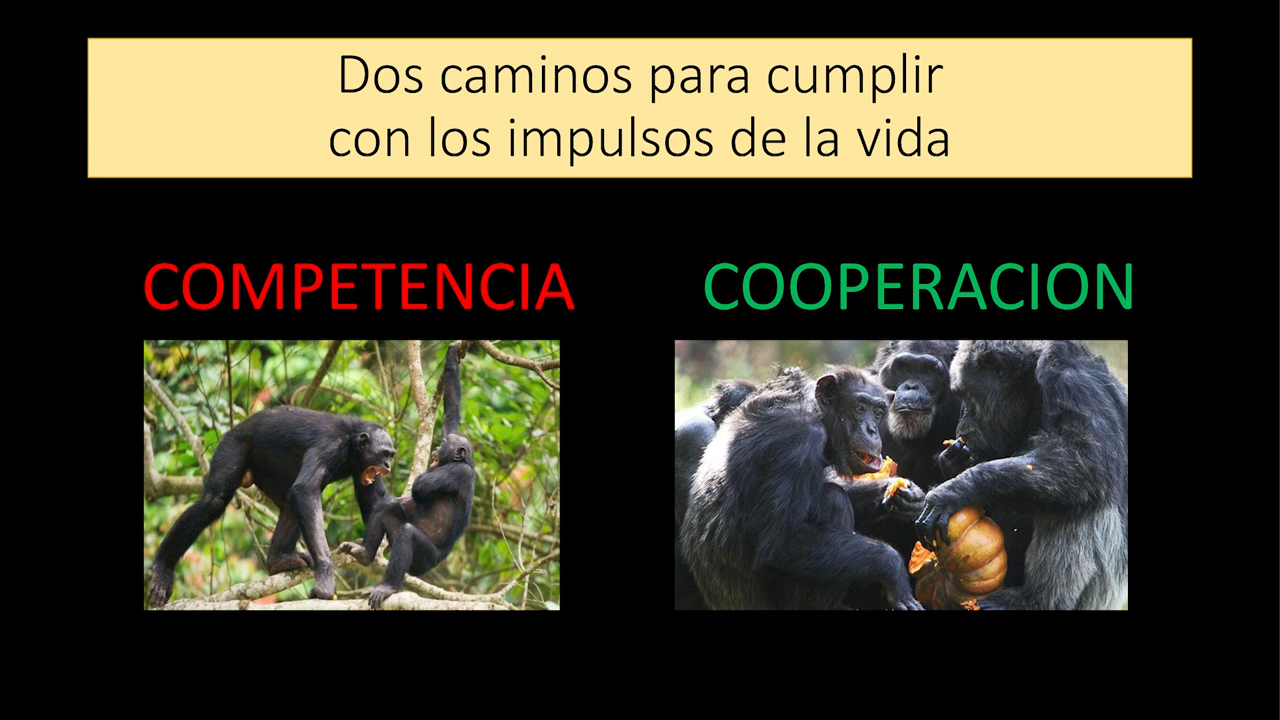 Dos caminos para cumplir
con los impulsos de la vida
COMPETENCIA
COOPERACION